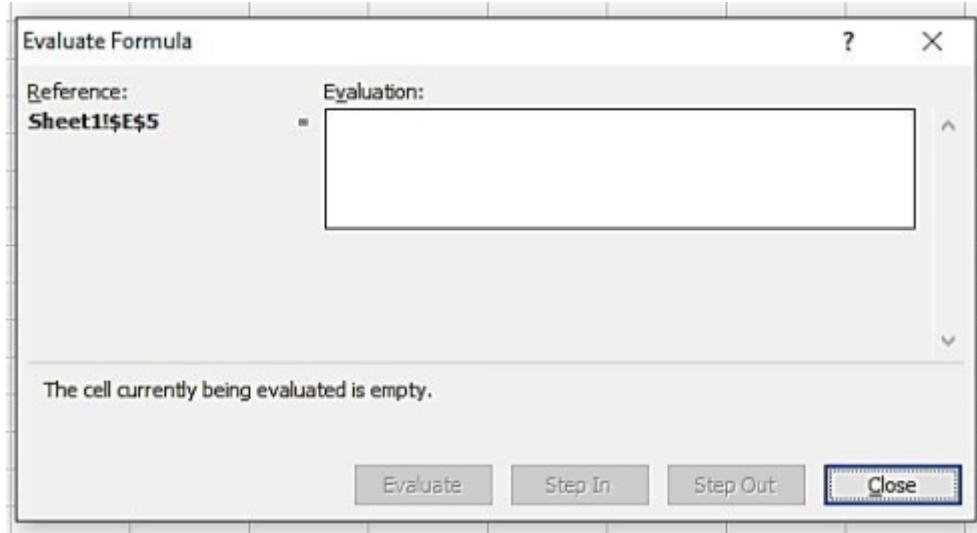 Evaluate Formula ?
Reference: Evaluation:
Sheet1!$E$5 =
The cell currently being evaluated is empty.
Evaluate Step In Step Out Close